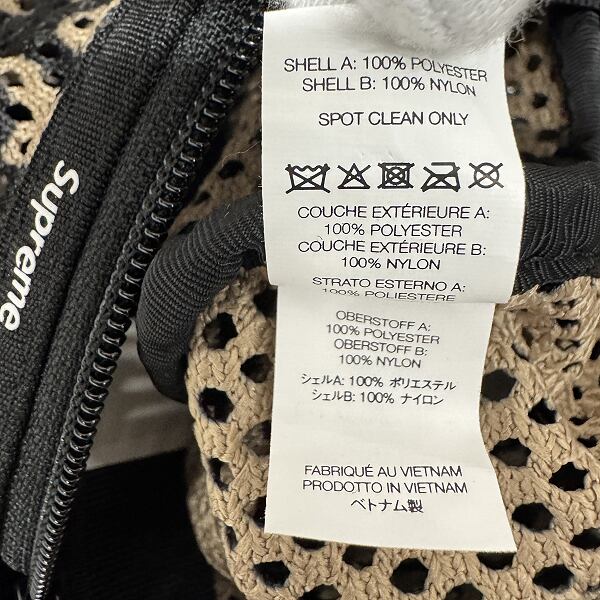 Supreme
SHELL A: 100% POLYESTER
SHELL B: 100% NYLON
SPOT CLEAN ONLY
COUCHE EXTÉRIEURE A:
100% POLYESTER
COUCHE EXTÉRIEURE B:
100% NYLON
STRATO ESTERNO A:
100% POLIESTERE
OBERSTOFF A:
100% POLYESTER
OBERSTOFF B:
100% NYLON
シェルA: 100% ポリエステル
シェルB: 100% ナイロン
FABRIQUÉ AU VIETNAM
PRODOTTO IN VIETNAM
ベトナム製